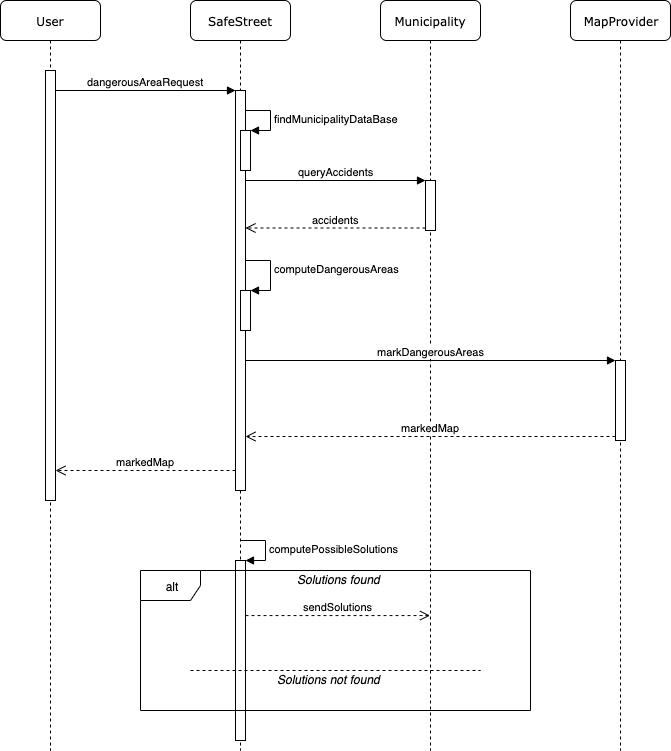 User
SafeStreet
Municipality
MapProvider
dangerousAreaRequest
findMunicipalityDataBase
queryAccidents
accidents
computeDangerousAreas
markDangerousAreas
markedMap
markedMap
computePossibleSolutions
alt
Solutions found
sendSolutions
Solutions not found